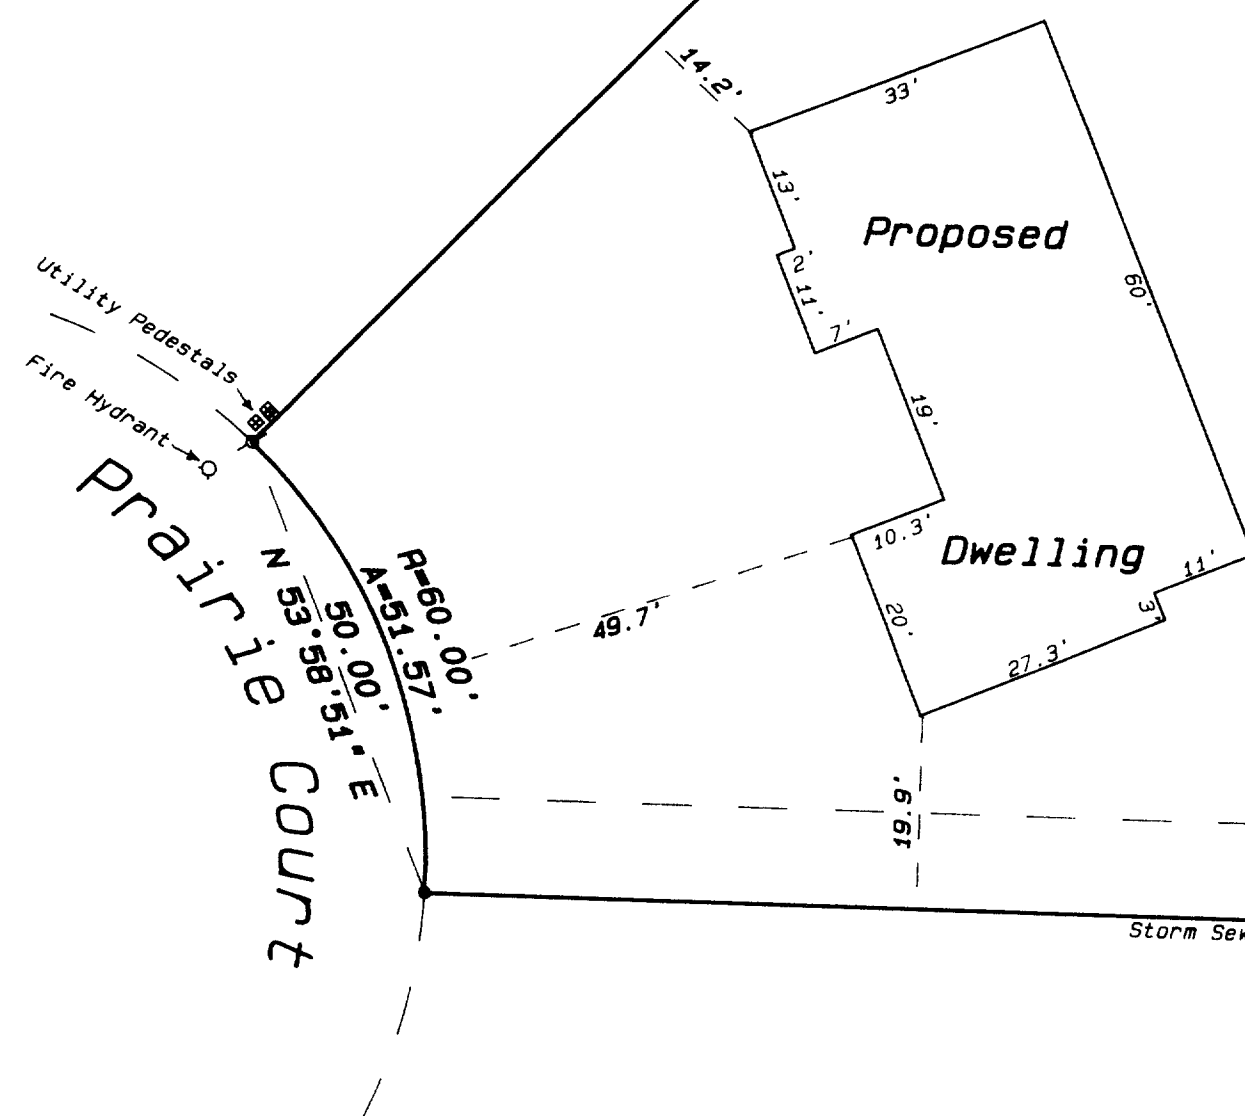 14.2'
33'
13'
Proposed
2'
11'
7'
60'
Utility Pedestals
Fire Hydrant
19'
10.3'
Dwelling
11'
3'
20'
27.3'
49.7'
R=60.00'
A=51.57'
50.00'
N 53°58'51" E
Prairie Court
19.9'
Storm